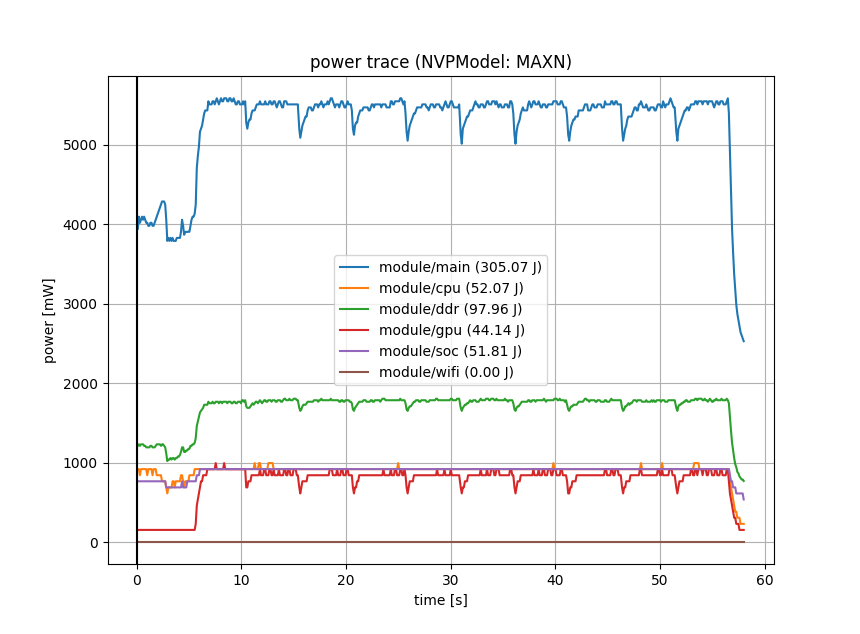 power trace (NVPModel: MAXN)
power [mW]
5000
4000
3000
2000
1000
0
module/main (305.07 J)
module/cpu (52.07 J)
module/ddr (97.96 J)
module/gpu (44.14 J)
module/soc (51.81 J)
module/wifi (0.00 J)
0 10 20 30 40 50 60
time [s]